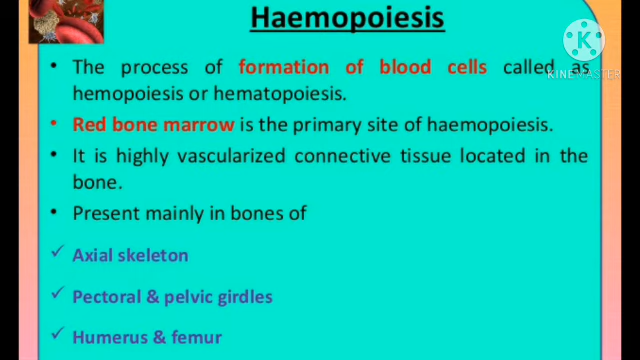 Haemopoiesis
K
KINEMASTER
• The process of formation of blood cells called as
hemopoiesis or hematopoiesis.
• Red bone marrow is the primary site of haemopoiesis.
• It is highly vascularized connective tissue located in the
bone.
• Present mainly in bones of
✓ Axial skeleton
✓ Pectoral & pelvic girdles
✓ Humerus & femur